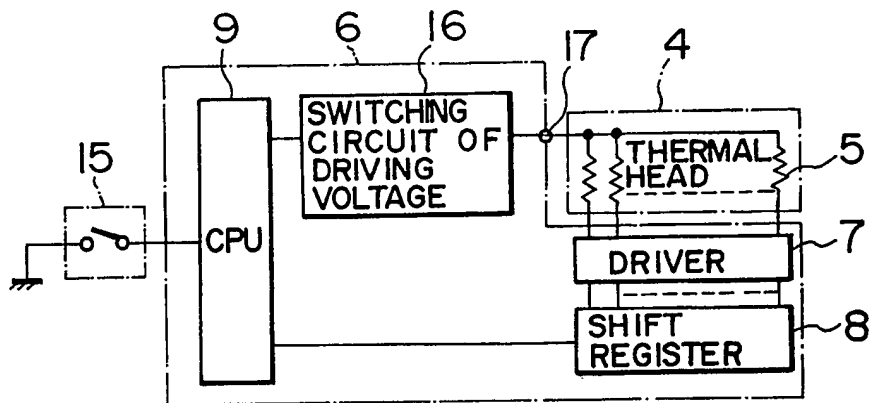 9
6
16
17
4
SWITCHING
CIRCUIT OF
DRIVING
VOLTAGE
THERMAL
HEAD
5
15
CPU
7
DRIVER
SHIFT
REGISTER
8